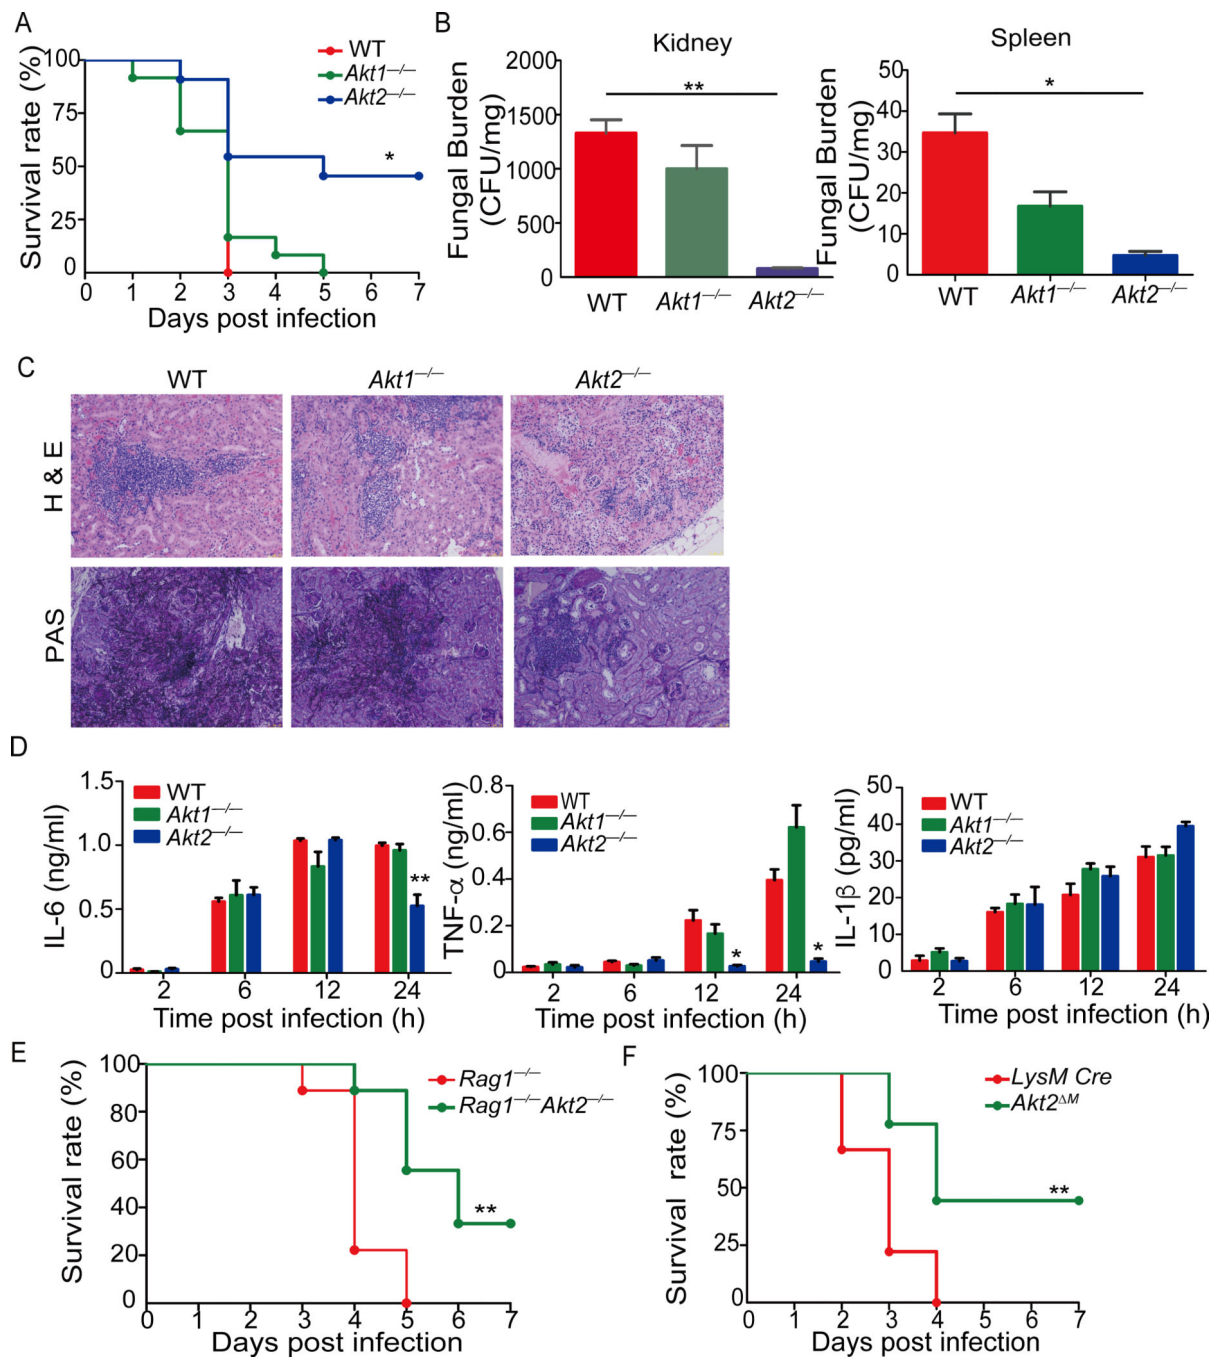 A
Survival rate (%)
100
75
50
25
0
WT
Akt1−/−
Akt2−/−
*
0 1 2 3 4 5 6 7
Days post infection
B
Kidney
Fungal Burden
(CFU/mg)
2000
1500
1000
500
0
**
WT Akt1−/− Akt2−/−
Spleen
Fungal Burden
(CFU/mg)
50
40
30
20
10
0
*
WT Akt1−/− Akt2−/−
C
WT Akt1−/− Akt2−/−
H & E
PAS
D
IL-6 (ng/ml)
1.5
1.0
0.5
0
WT
Akt1−/−
Akt2−/−
**
2 6 12 24
Time post infection (h)
TNF-α (ng/ml)
0.8
0.6
0.4
0.2
0
WT
Akt1−/−
Akt2−/−
*
*
2 6 12 24
Time post infection (h)
IL-1β (pg/ml)
50
40
30
20
10
0
WT
Akt1−/−
Akt2−/−
2 6 12 24
Time post infection (h)
E
Survival rate (%)
100
80
60
40
20
0
Rag1−/−
Rag1−/−Akt2−/−
**
0 1 2 3 4 5 6 7
Days post infection
F
Survival rate (%)
100
75
50
25
0
LysM Cre
Akt2ΔM
**
0 1 2 3 4 5 6 7
Days post infection